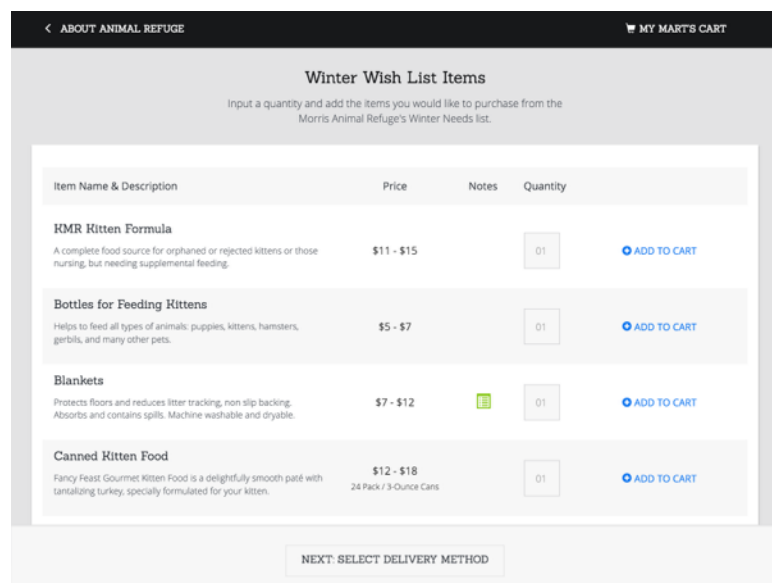 ABOUT ANIMAL REFUGE
MY MART'S CART
Winter Wish List Items
Input a quantity and add the items you would like to purchase from the
Morris Animal Refuge's Winter Needs list.
Item Name & Description
Price
Notes
Quantity
KMR Kitten Formula
A complete food source for orphaned or rejected kittens or those
nursing, but needing supplemental feeding.
$11 - $15
01
ADD TO CART
Bottles for Feeding Kittens
Helps to feed all types of animals: puppies, kittens, hamsters,
gerbils, and many other pets.
$5 - $7
01
ADD TO CART
Blankets
Protects floors and reduces litter tracking, non slip backing.
Absorbs and contains spills. Machine washable and dryable.
$7 - $12
01
ADD TO CART
Canned Kitten Food
Fancy Feast Gourmet Kitten Food is a delightfully smooth paté with
tantalizing turkey, specially formulated for your kitten.
$12 - $18
24 Pack / 3-Ounce Cans
01
ADD TO CART
NEXT: SELECT DELIVERY METHOD